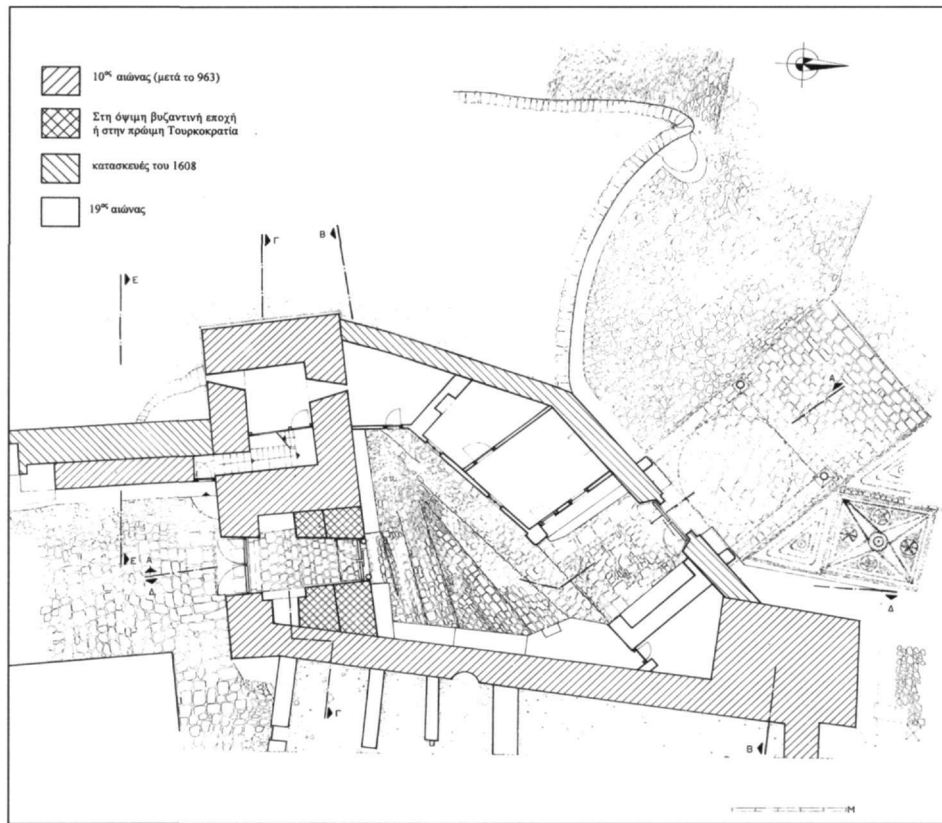 10ος αιώνας (μετά το 963)
Στη όψιμη βυζαντινή εποχή
ή στην πρώιμη Τουρκοκρατία
κατασκευές του 1608
19ος αιώνας
Ε
Γ
Β
Α
Ε
Α
Δ
Δ
Γ
Β
Μ